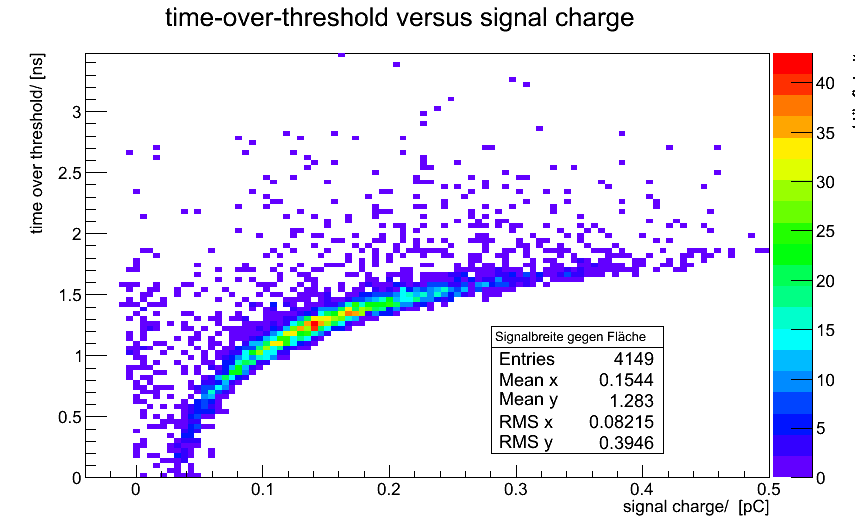 time-over-threshold versus signal charge
time over threshold/ [ns]
3
2.5
2
1.5
1
0.5
0
0 0.1 0.2 0.3 0.4 0.5
signal charge/ [pC]
Signalbreite gegen Fläche
Entries 4149
Mean x 0.1544
Mean y 1.283
RMS x 0.08215
RMS y 0.3946
40
35
30
25
20
15
10
5
0